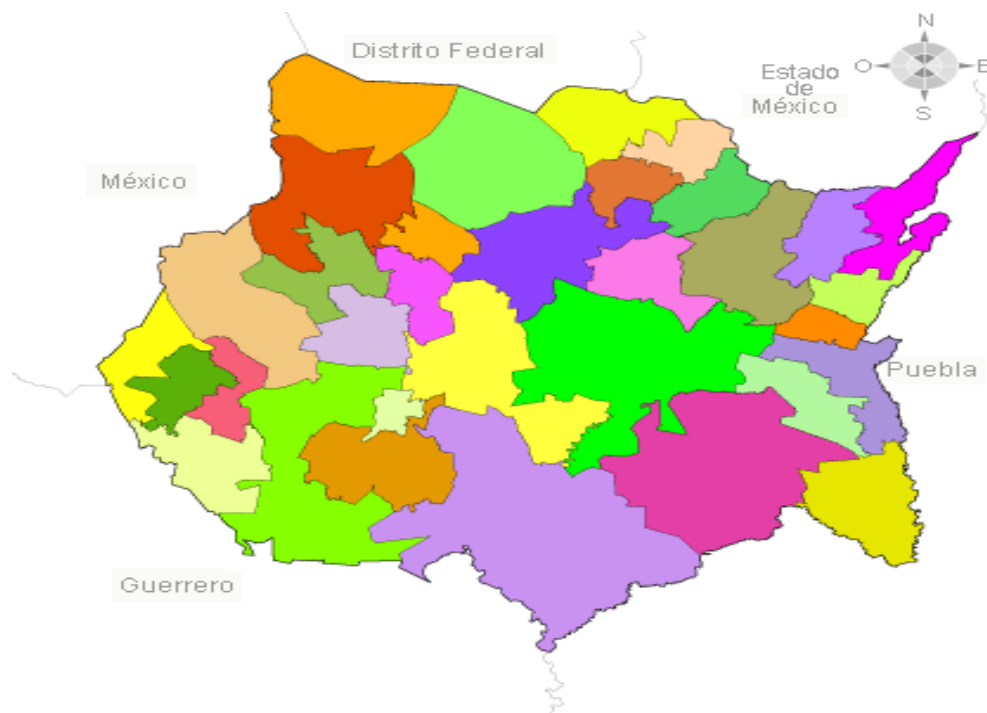 N
Distrito Federal
O
E
Estado
de
México
S
México
Puebla
Guerrero